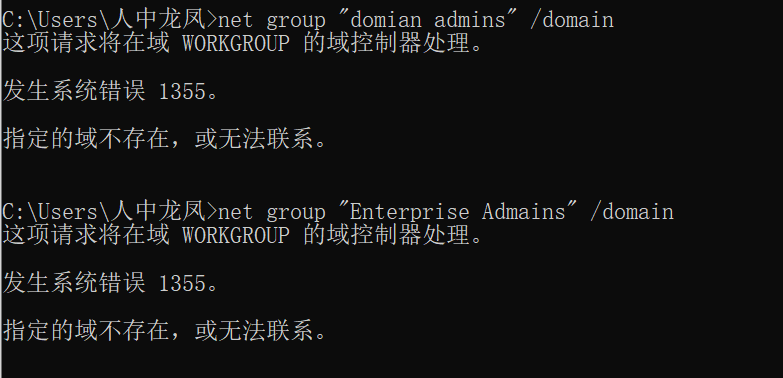 C:\Users\人中龙凤>net group "domian admins" /domain
这项请求将在域 WORKGROUP 的域控制器处理。
发生系统错误 1355。
指定的域不存在，或无法联系。
C:\Users\人中龙凤>net group "Enterprise Admains" /domain
这项请求将在域 WORKGROUP 的域控制器处理。
发生系统错误 1355。
指定的域不存在，或无法联系。